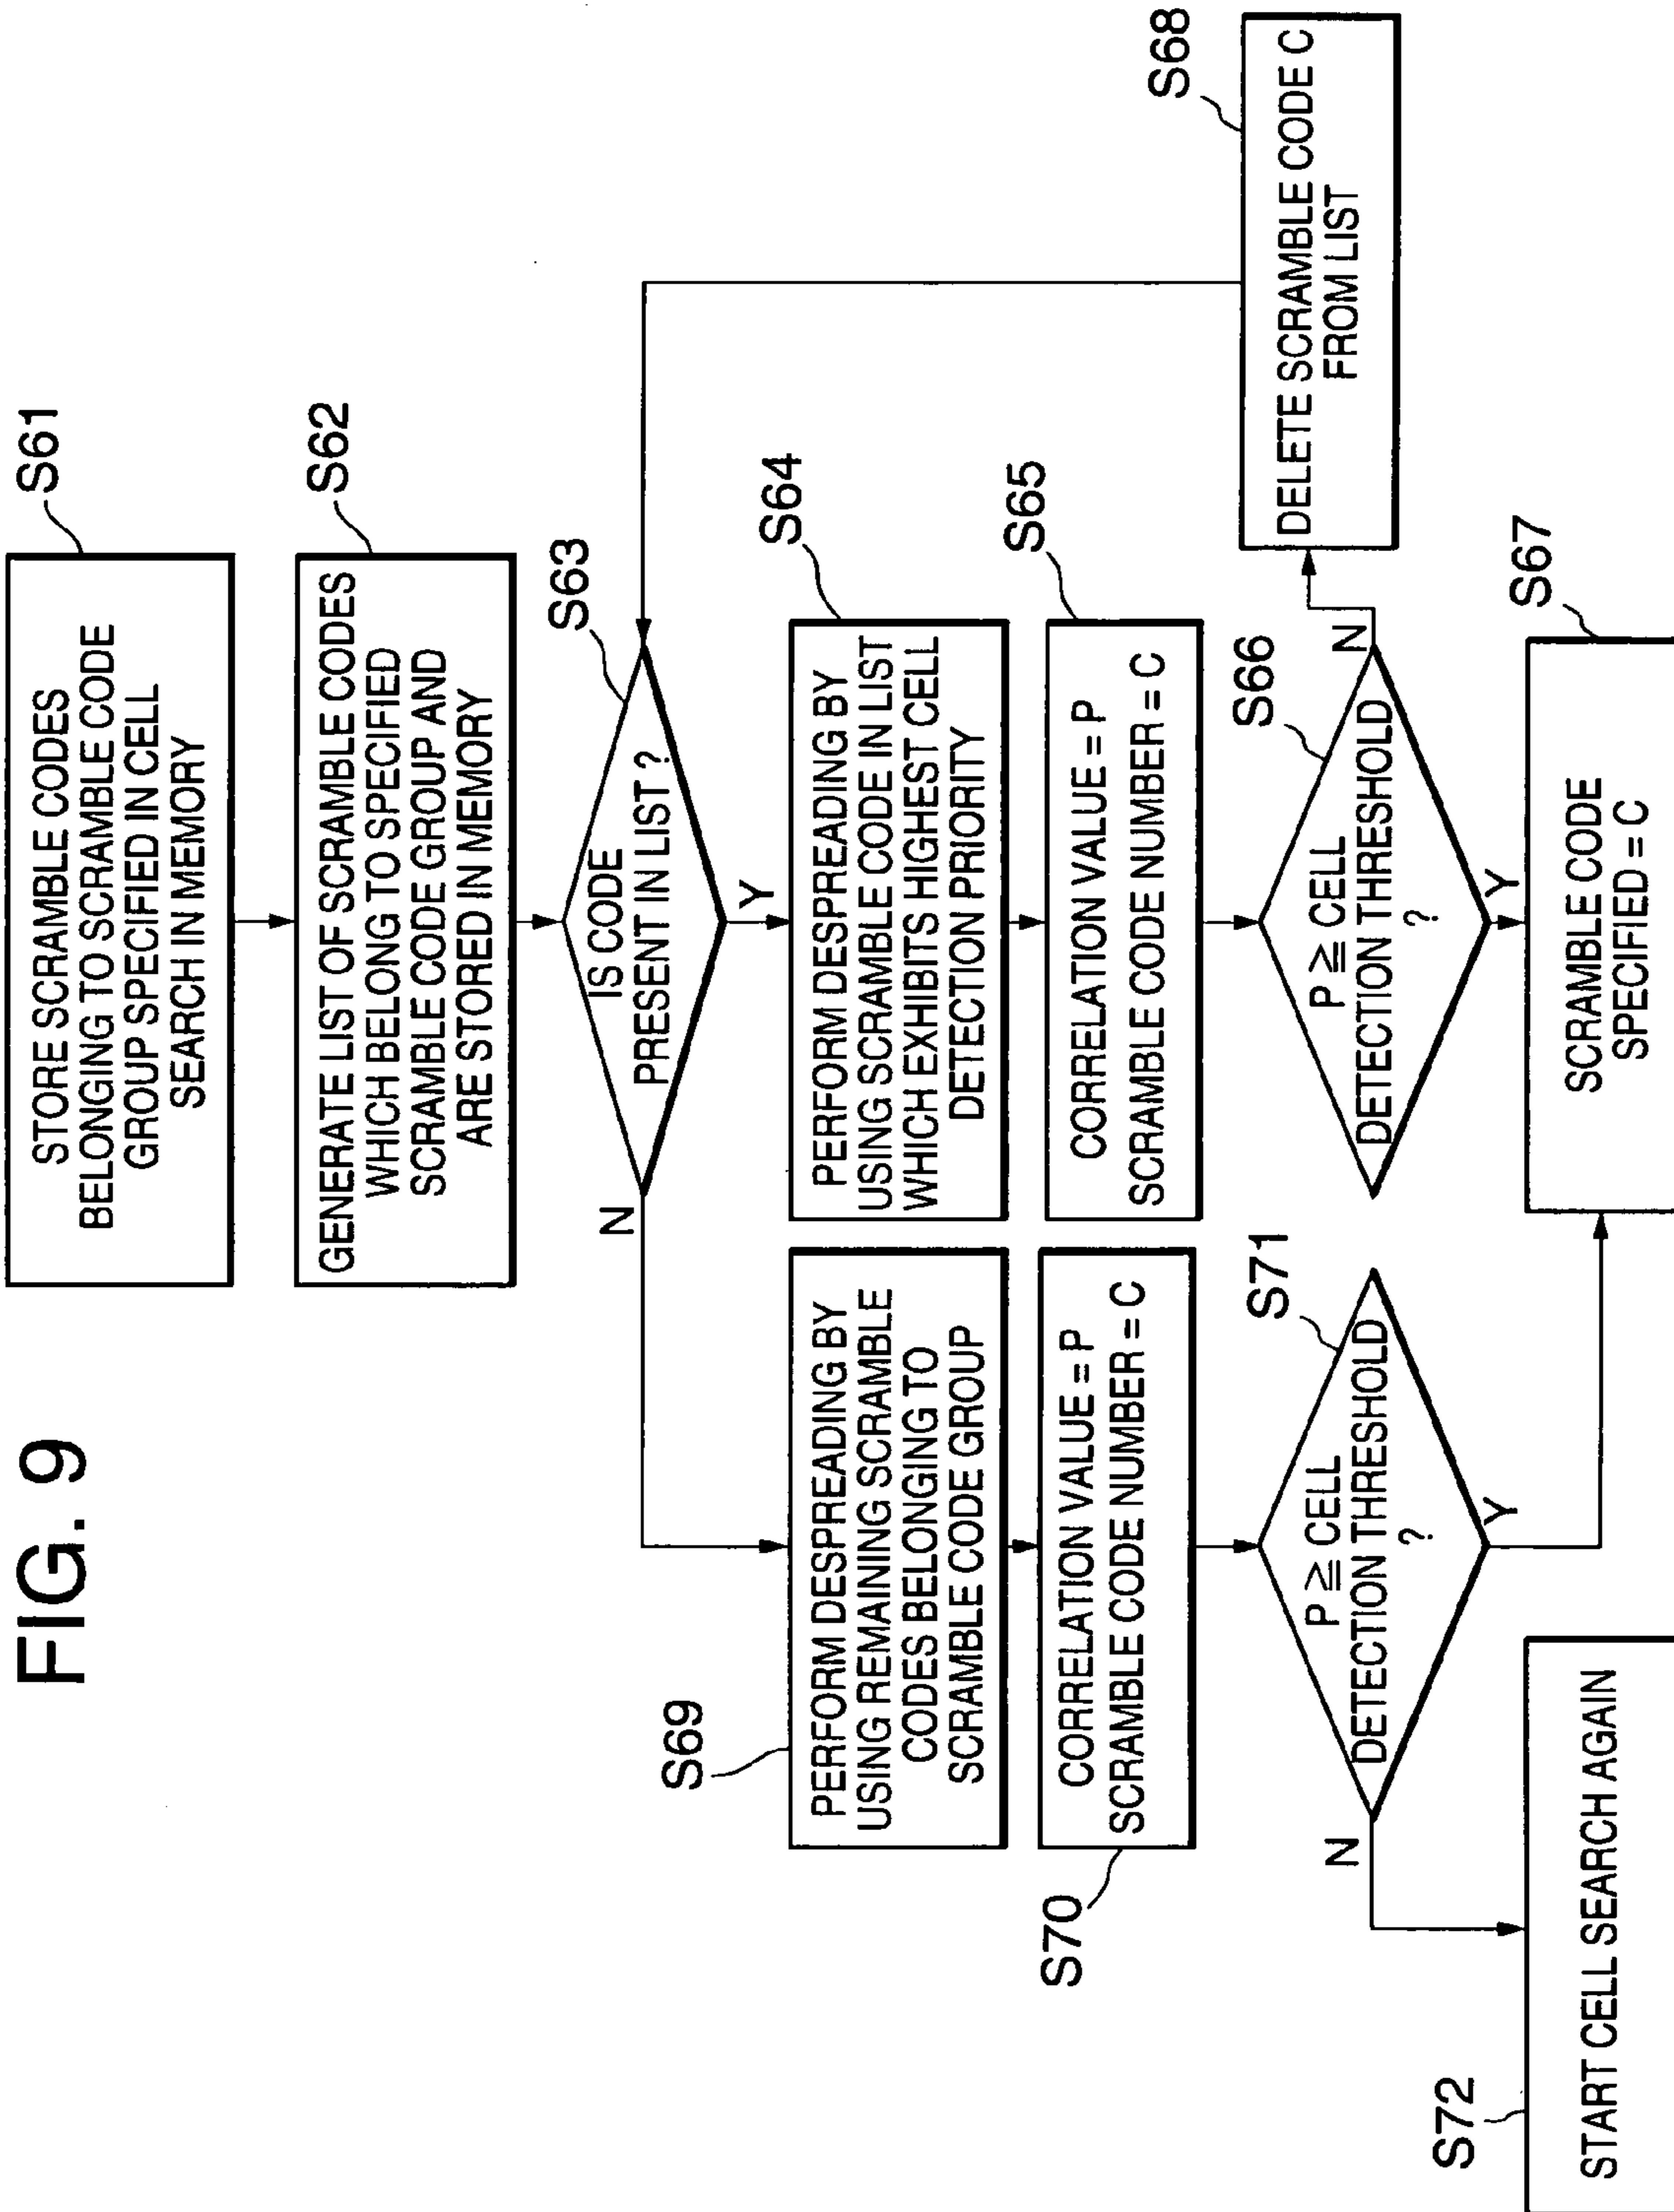 FIG. 9
STORE SCRAMBLE CODES
BELONGING TO SCRAMBLE CODE
GROUP SPECIFIED IN CELL
SEARCH IN MEMORY
S61
GENERATE LIST OF SCRAMBLE CODES
WHICH BELONG TO SPECIFIED
SCRAMBLE CODE GROUP AND
ARE STORED IN MEMORY
S62
IS CODE
PRESENT IN LIST ?
S63
N
Y
PERFORM DESPREADING BY
USING SCRAMBLE CODE IN LIST
WHICH EXHIBITS HIGHEST CELL
DETECTION PRIORITY
S64
CORRELATION VALUE = P
SCRAMBLE CODE NUMBER = C
S65
P ≧ CELL
DETECTION THRESHOLD
?
S66
N
Y
SCRAMBLE CODE
SPECIFIED = C
S67
DELETE SCRAMBLE CODE C
FROM LIST
S68
PERFORM DESPREADING BY
USING REMAINING SCRAMBLE
CODES BELONGING TO
SCRAMBLE CODE GROUP
S69
CORRELATION VALUE = P
SCRAMBLE CODE NUMBER = C
S70
P ≧ CELL
DETECTION THRESHOLD
?
S71
N
Y
START CELL SEARCH AGAIN
S72